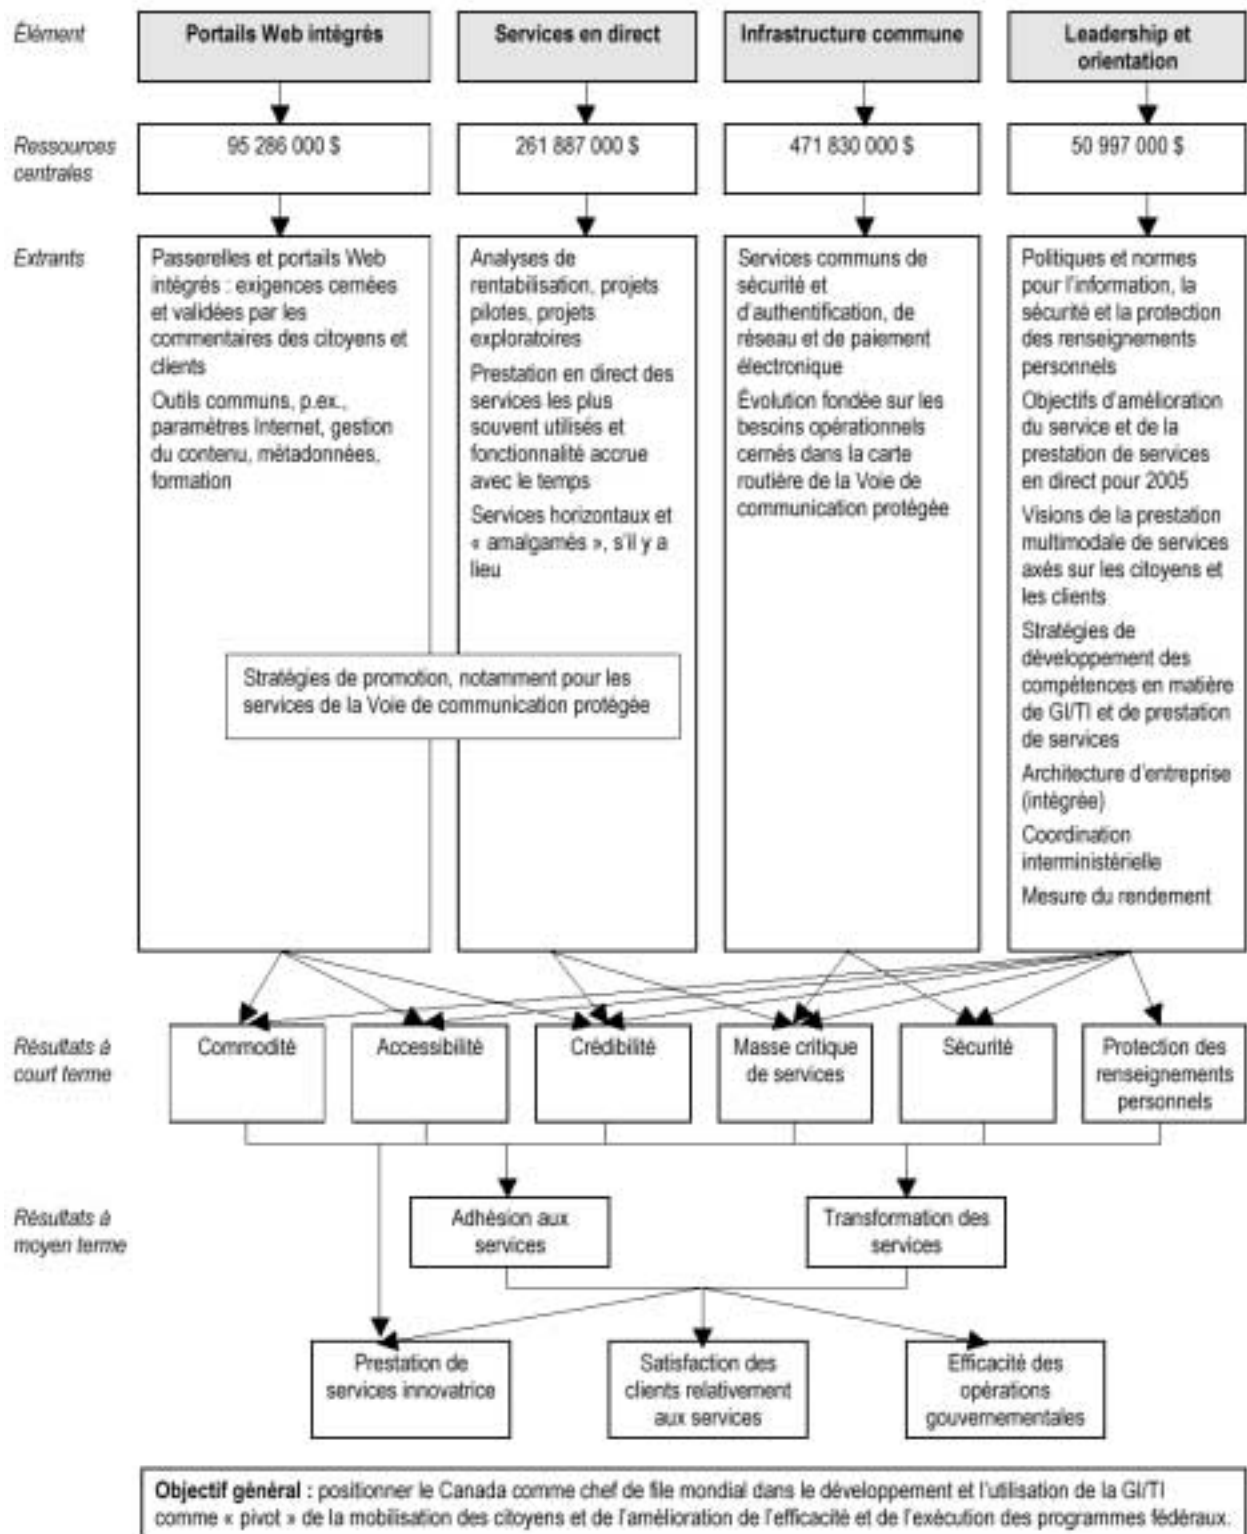 Élément
Portails Web intégrés
Services en direct
Infrastructure commune
Leadership et
orientation
Ressources
centrales
95 286 000 $
261 887 000 $
471 830 000 $
50 997 000 $
Extrants
Passerelles et portails Web
intégrés : exigences cernées
et validées par les
commentaires des citoyens et
clients
Outils communs, p.ex.,
paramètres Internet, gestion
du contenu, métadonnées,
formation
Analyses de
rentabilisation, projets
pilotes, projets
exploratoires
Prestation en direct des
services les plus
souvent utilisés et
fonctionnalité accrue
avec le temps
Services horizontaux et
« amalgamés », s'il y a
lieu
Stratégies de promotion, notamment pour les
services de la Voie de communication protégée
Services communs de
sécurité et
d'authentification, de
réseau et de paiement
électronique
Évolution fondée sur les
besoins opérationnels
cernés dans la carte
routière de la Voie de
communication protégée
Politiques et normes
pour l'information, la
sécurité et la protection
des renseignements
personnels
Objectifs d'amélioration
du service et de la
prestation de services
en direct pour 2005
Visions de la prestation
multimodale de services
axés sur les citoyens et
les clients
Stratégies de
développement des
compétences en matière
de GI/TI et de prestation
de services
Architecture d'entreprise
(intégrée)
Coordination
interministérielle
Mesure du rendement
Résultats à
court terme
Commodité
Accessibilité
Crédibilité
Masse critique
de services
Sécurité
Protection des
renseignements
personnels
Résultats à
moyen terme
Adhésion aux
services
Transformation des
services
Prestation de
services innovatrice
Satisfaction des
clients relativement
aux services
Efficacité des
opérations
gouvernementales
Objectif général : positionner le Canada comme chef de file mondial dans le développement et l'utilisation de la GI/TI
comme « pivot » de la mobilisation des citoyens et de l'amélioration de l'efficacité et de l'exécution des programmes fédéraux.